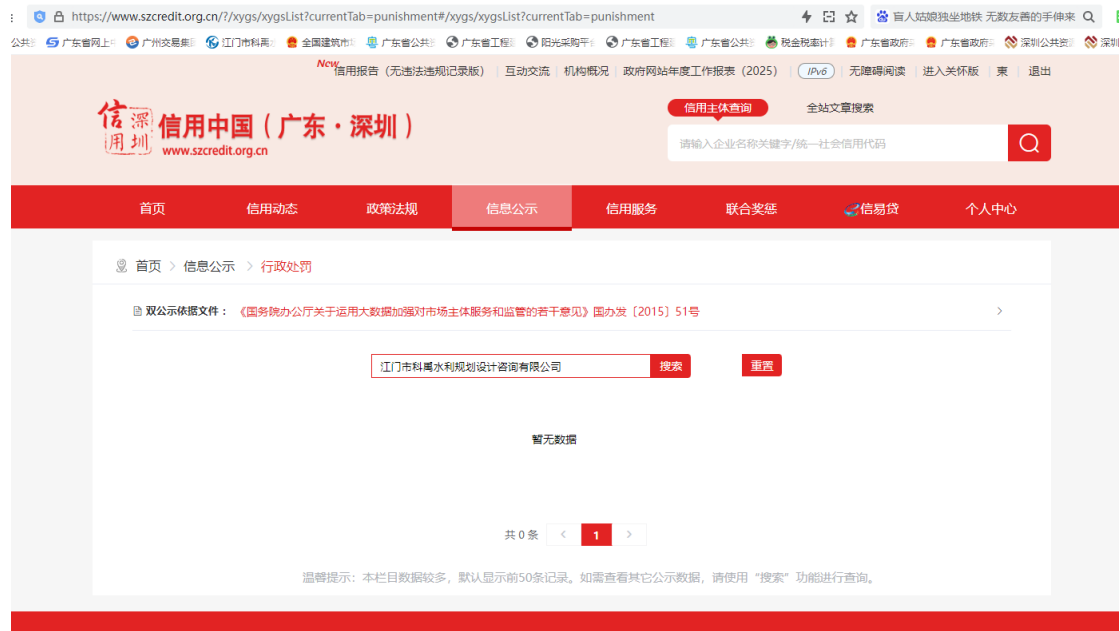 https://www.szcredit.org.cn/?/xygs/xygsList?currentTab=punishment#/xygs/xygsList?currentTab=punishment
盲人姑娘独坐地铁 无数友善的手伸来
公共 广东省网上 广州交易集 江门市科禹 全国建筑市 广东省公共 广东省工程 阳光采购平 广东省工程 广东省公共 税金税率计 广东省政府 广东省政府 深圳公共资 深圳
New 信用报告（无违法违规记录版） 互动交流 机构概况 政府网站年度工作报表（2025） IPv6 无障碍阅读 进入关怀版 東 退出
信用 深圳 信用中国（广东·深圳）
www.szcredit.org.cn
信用主体查询 全站文章搜索
请输入企业名称关键字/统一社会信用代码
首页 信用动态 政策法规 信息公示 信用服务 联合奖惩 信易贷 个人中心
首页 > 信息公示 > 行政处罚
双公示依据文件： 《国务院办公厅关于运用大数据加强对市场主体服务和监管的若干意见》国办发〔2015〕51号 >
江门市科禹水利规划设计咨询有限公司 搜索 重置
暂无数据
共 0 条 < 1 >
温馨提示：本栏目数据较多，默认显示前50条记录。如需查看其它公示数据，请使用“搜索”功能进行查询。